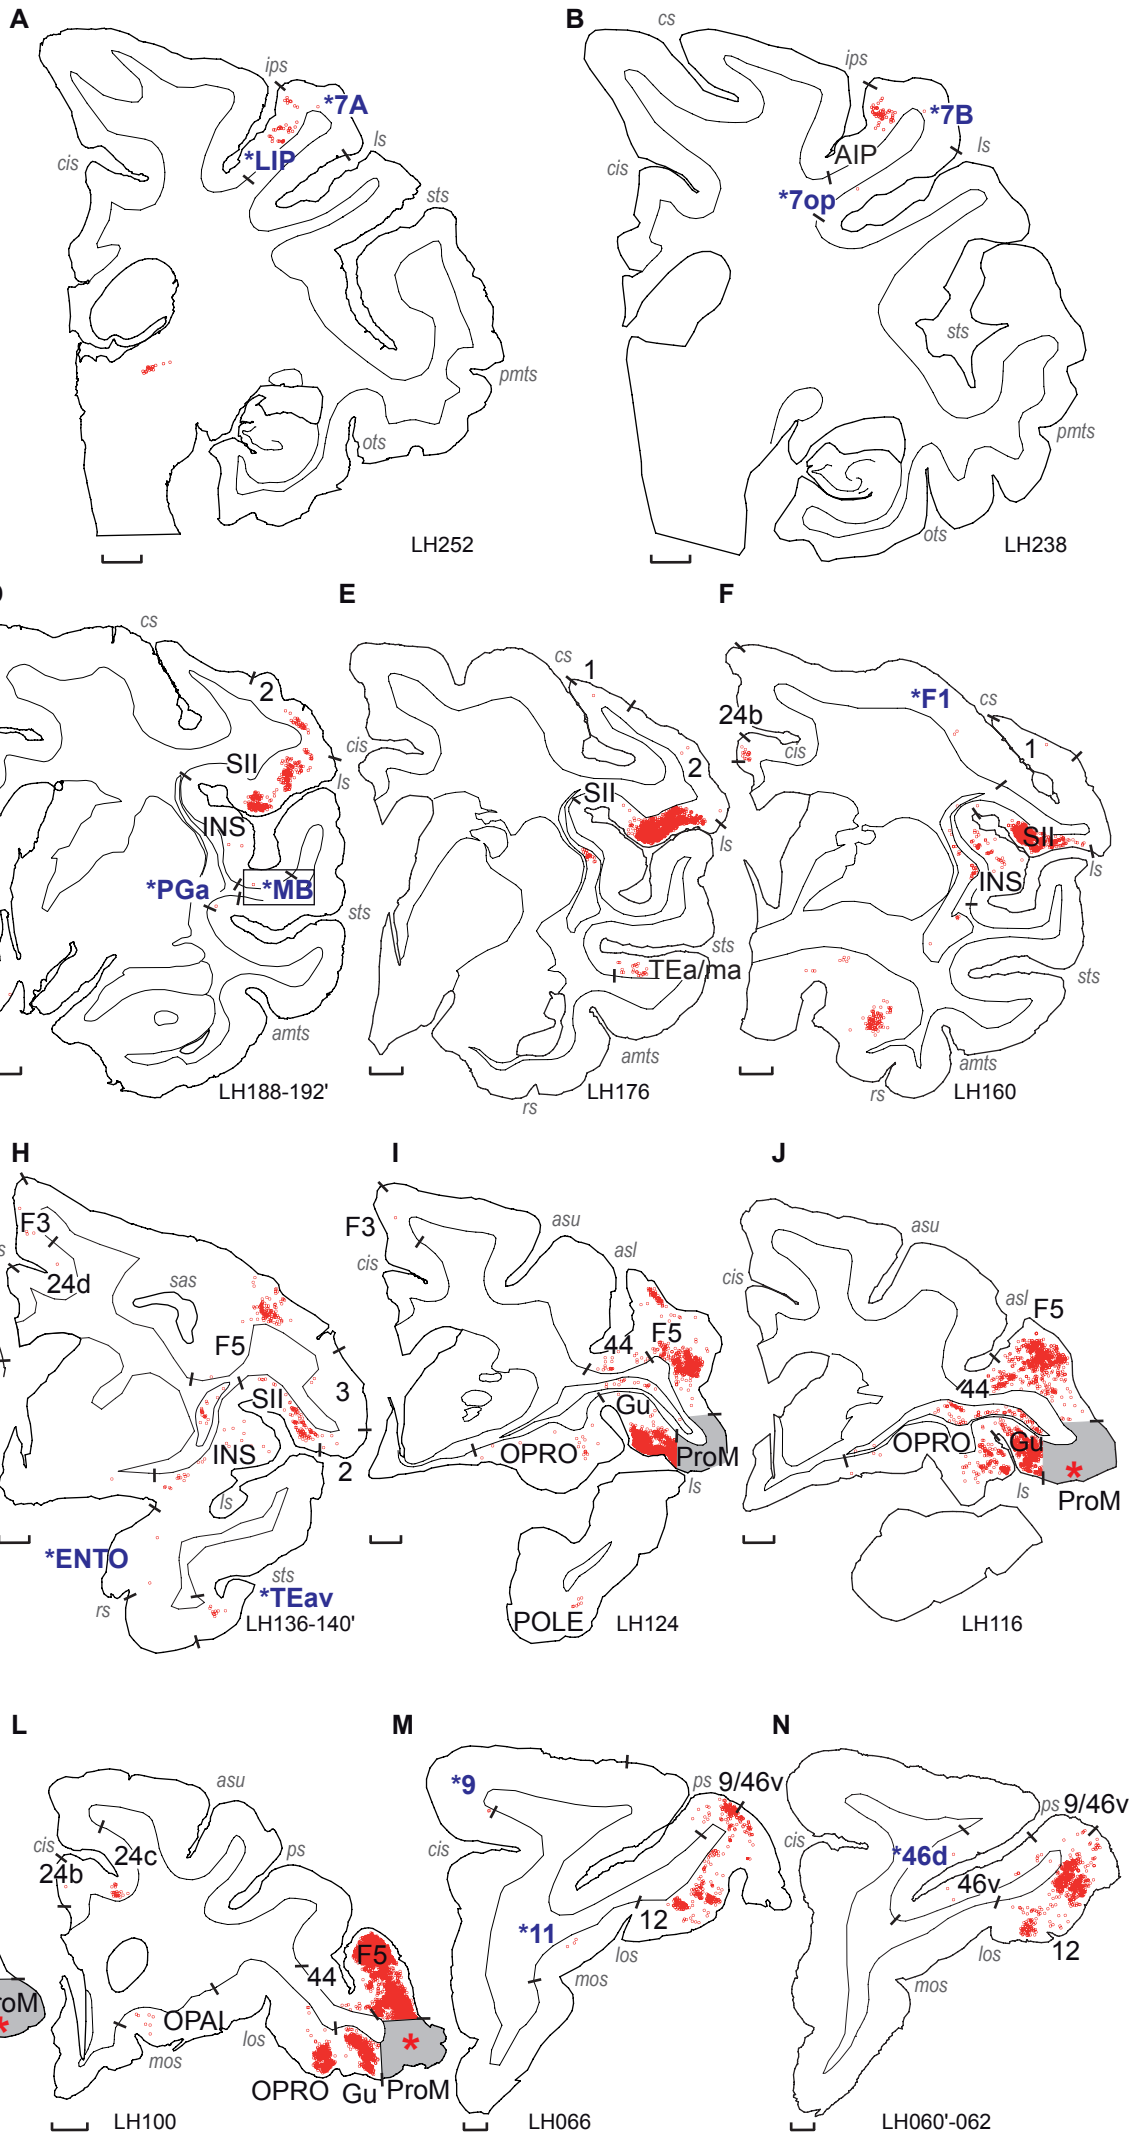 A
B
cs
ips
ips
*7A
*7B
ls
ls
*LIP
AIP
cis
cis
*7op
sts
sts
pmts
pmts
ots
ots
LH252
LH238
E
F
cs
cs
1
2
*F1
cs
24b
cis
cis
1
SII
2
ls
SII
INS
SII
ls
ls
INS
*PGa
*MB
sts
sts
TEa/ma
sts
amts
amts
amts
LH188-192'
LH176
rs
LH160
rs
H
I
J
F3
F3
asu
asu
asl
cis
cis
24d
sas
asl
F5
F5
44
F5
3
SII
44
Gu
INS
OPRO
ProM
OPRO
Gu
2
ls
ls
ls
*
ProM
*ENTO
sts
*TEav
rs
LH136-140'
POLE
LH124
LH116
L
M
N
asu
*9
ps
9/46v
ps
9/46v
cis
24c
24b
ps
cis
cis
*46d
46v
12
*11
los
los
12
F5
44
mos
mos
OPAI
los
*
mos
OPRO
Gu
ProM
LH100
LH066
LH060'-062